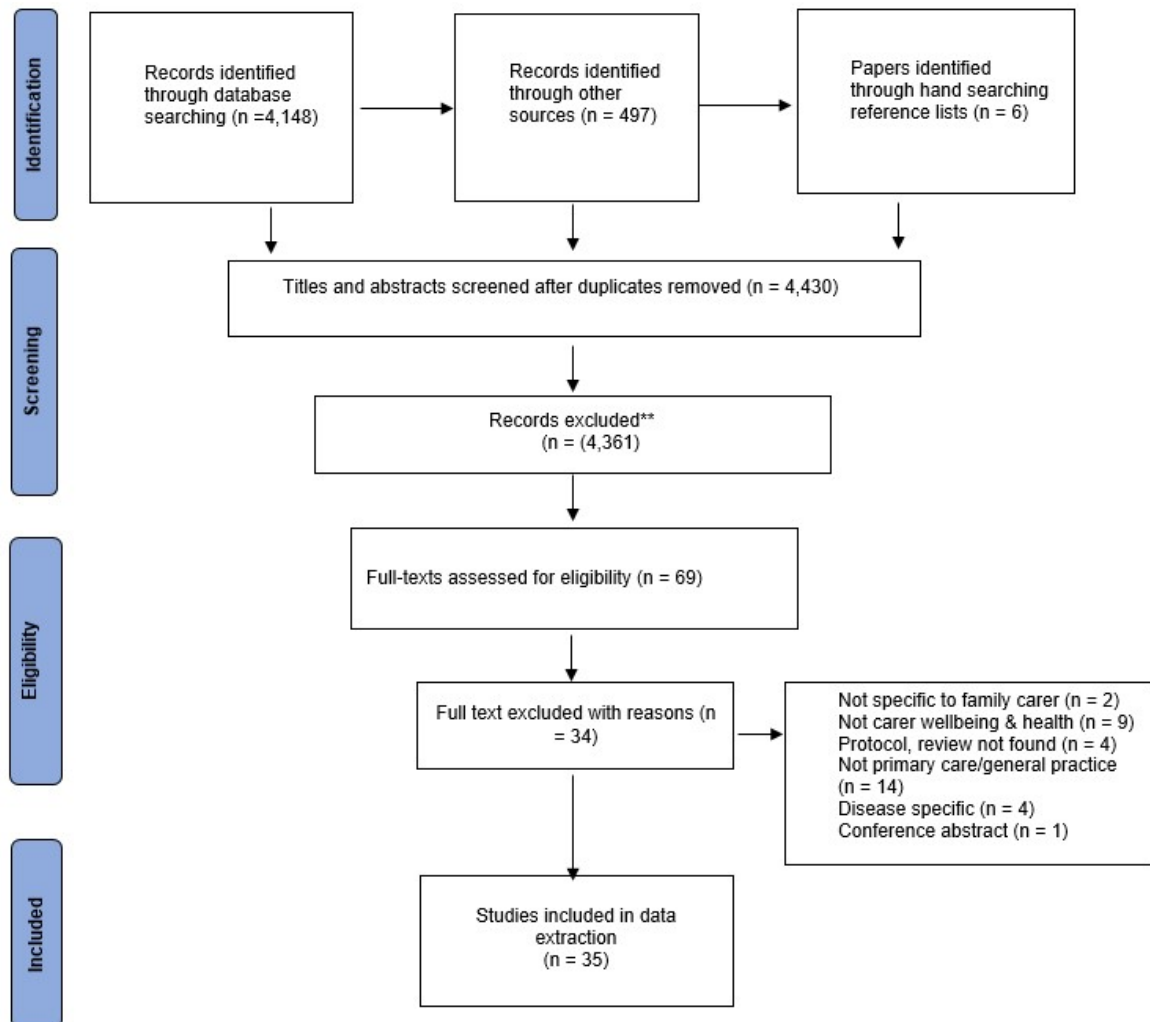 Identification
Records identified
through database
searching (n =4,148)
Records identified
through other
sources (n = 497)
Papers identified
through hand searching
reference lists (n = 6)
Screening
Titles and abstracts screened after duplicates removed (n = 4,430)
Records excluded**
(n = (4,361)
Eligibility
Full-texts assessed for eligibility (n = 69)
Full text excluded with reasons (n
= 34)
Not specific to family carer (n = 2)
Not carer wellbeing & health (n = 9)
Protocol, review not found (n = 4)
Not primary care/general practice
(n = 14)
Disease specific (n = 4)
Conference abstract (n = 1)
Included
Studies included in data
extraction
(n = 35)